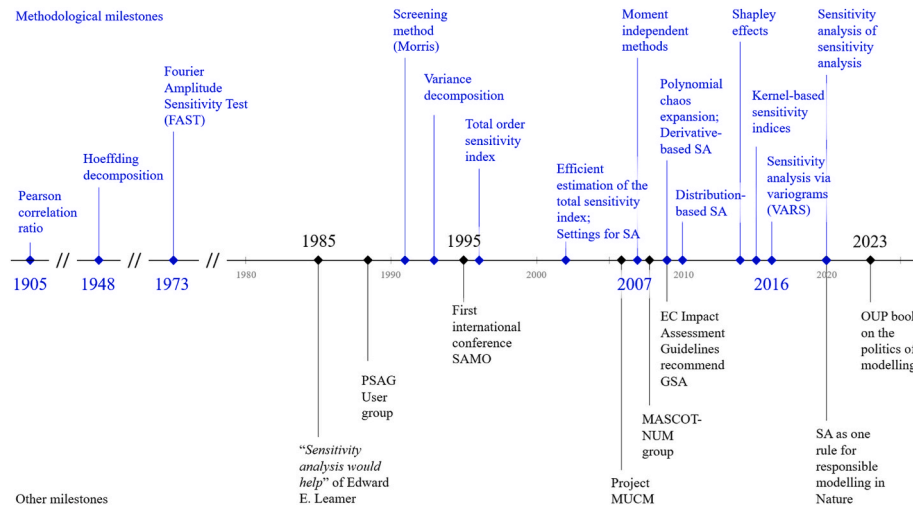 Methodological milestones
Pearson
correlation
ratio
Hoeffding
decomposition
Fourier
Amplitude
Sensitivity Test
(FAST)
Screening
method
(Morris)
Variance
decomposition
Total order
sensitivity
index
Efficient
estimation of the
total sensitivity
index;
Settings for SA
Moment
independent
methods
Polynomial
chaos
expansion;
Derivative-
based SA
Distribution-
based SA
Shapley
effects
Kernel-based
sensitivity
indices
Sensitivity
analysis via
variograms
(VARS)
Sensitivity
analysis of
sensitivity
analysis
1985
1995
2023
// // //
1905
1948
1973
1980
1990
2000
2007
2010
2016
2020
"Sensitivity
analysis would
help" of Edward
E. Leamer
PSAG
User
group
First
international
conference
SAMO
Project
MUCM
MASCOT-
NUM
group
EC Impact
Assessment
Guidelines
recommend
GSA
SA as one
rule for
responsible
modelling in
Nature
OUP book
on the
politics of
modelling
Other milestones